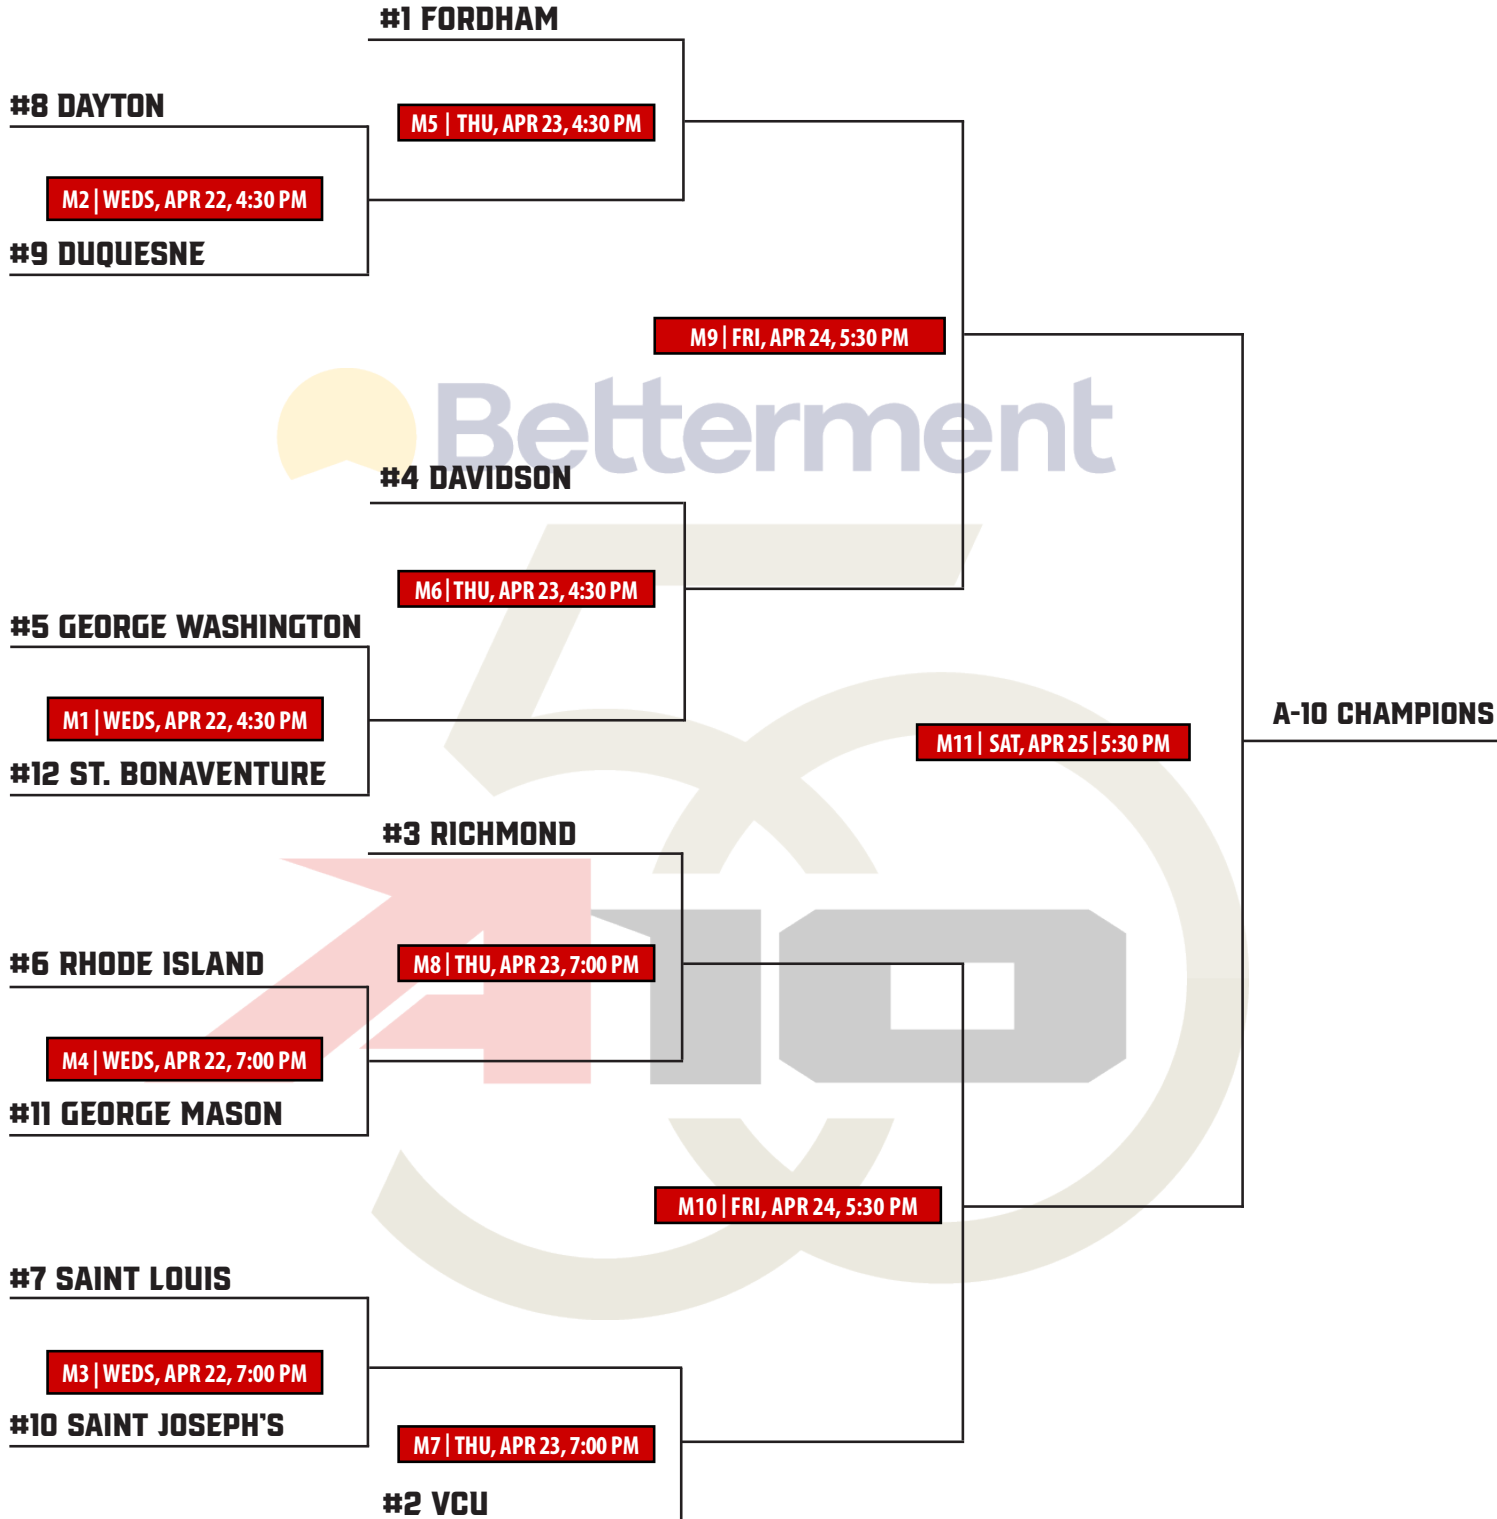 #1 FORDHAM
#8 DAYTON
M5 | THU, APR 23, 4:30 PM
M2 | WEDS, APR 22, 4:30 PM
#9 DUQUESNE
M9 | FRI, APR 24, 5:30 PM
Betterment
#4 DAVIDSON
M6 | THU, APR 23, 4:30 PM
#5 GEORGE WASHINGTON
M1 | WEDS, APR 22, 4:30 PM
A-10 CHAMPIONS
M11 | SAT, APR 25 | 5:30 PM
#12 ST. BONAVENTURE
#3 RICHMOND
50
A10
#6 RHODE ISLAND
M8 | THU, APR 23, 7:00 PM
M4 | WEDS, APR 22, 7:00 PM
#11 GEORGE MASON
M10 | FRI, APR 24, 5:30 PM
#7 SAINT LOUIS
M3 | WEDS, APR 22, 7:00 PM
#10 SAINT JOSEPH'S
M7 | THU, APR 23, 7:00 PM
#2 VCU